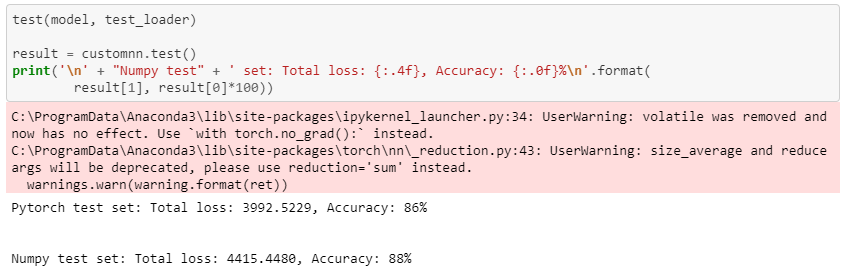 test(model, test_loader)
result = customnn.test()
print('\n' + "Numpy test" + ' set: Total loss: {:.4f}, Accuracy: {:.0f}%\n'.format(
        result[1], result[0]*100))
C:\ProgramData\Anaconda3\lib\site-packages\ipykernel_launcher.py:34: UserWarning: volatile was removed and
now has no effect. Use `with torch.no_grad():` instead.
C:\ProgramData\Anaconda3\lib\site-packages\torch\nn\_reduction.py:43: UserWarning: size_average and reduce
args will be deprecated, please use reduction='sum' instead.
  warnings.warn(warning.format(ret))
Pytorch test set: Total loss: 3992.5229, Accuracy: 86%
Numpy test set: Total loss: 4415.4480, Accuracy: 88%